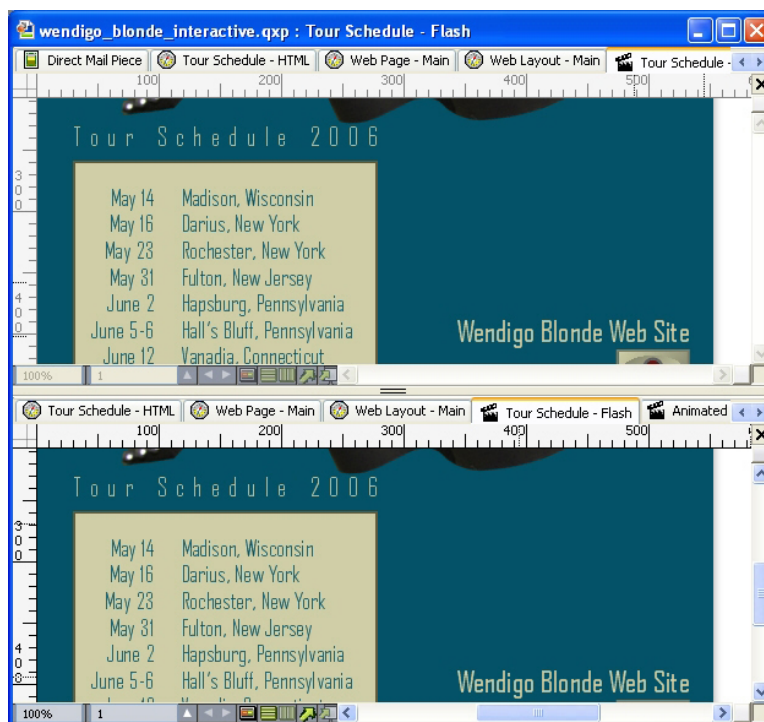 wendigo_blonde_interactive.qxp : Tour Schedule - Flash
Direct Mail Piece Tour Schedule - HTML Web Page - Main Web Layout - Main Tour Schedule -
100 200 300 400 500
Tour Schedule 2006
300
May 14 Madison, Wisconsin
May 16 Darius, New York
May 23 Rochester, New York
May 31 Fulton, New Jersey
400
June 2 Hapsburg, Pennsylvania
June 5-6 Hall's Bluff, Pennsylvania
Wendigo Blonde Web Site
June 12 Vanadia, Connecticut
100% 1
Tour Schedule - HTML Web Page - Main Web Layout - Main Tour Schedule - Flash Animated
100 200 300 400 500
Tour Schedule 2006
300
May 14 Madison, Wisconsin
May 16 Darius, New York
May 23 Rochester, New York
May 31 Fulton, New Jersey
June 2 Hapsburg, Pennsylvania
June 5-6 Hall's Bluff, Pennsylvania
Wendigo Blonde Web Site
100% 1